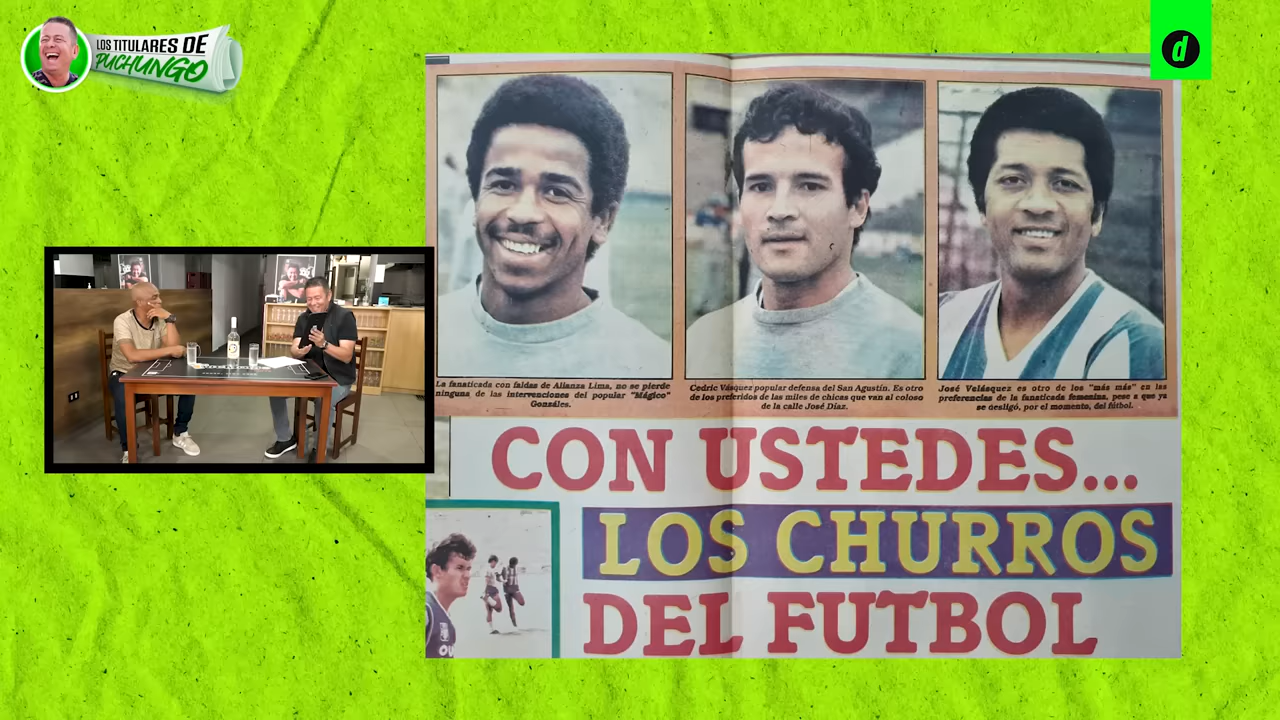 LOS TITULARES DE
PUCHUNGO
d
La fanaticada con faldas de Alianza Lima, no se pierde
ninguna de las intervenciones del popular "Mágico"
Gonzáles.
Cedric Vásquez popular defensa del San Agustín. Es otro
de los preferidos de las miles de chicas que van al coloso
de la calle José Díaz.
José Velásquez es otro de los "más más" en las
preferencias de la fanaticada femenina, pese a que ya
se desligó, por el momento, del fútbol.
CON USTEDES...
LOS CHURROS
DEL FUTBOL